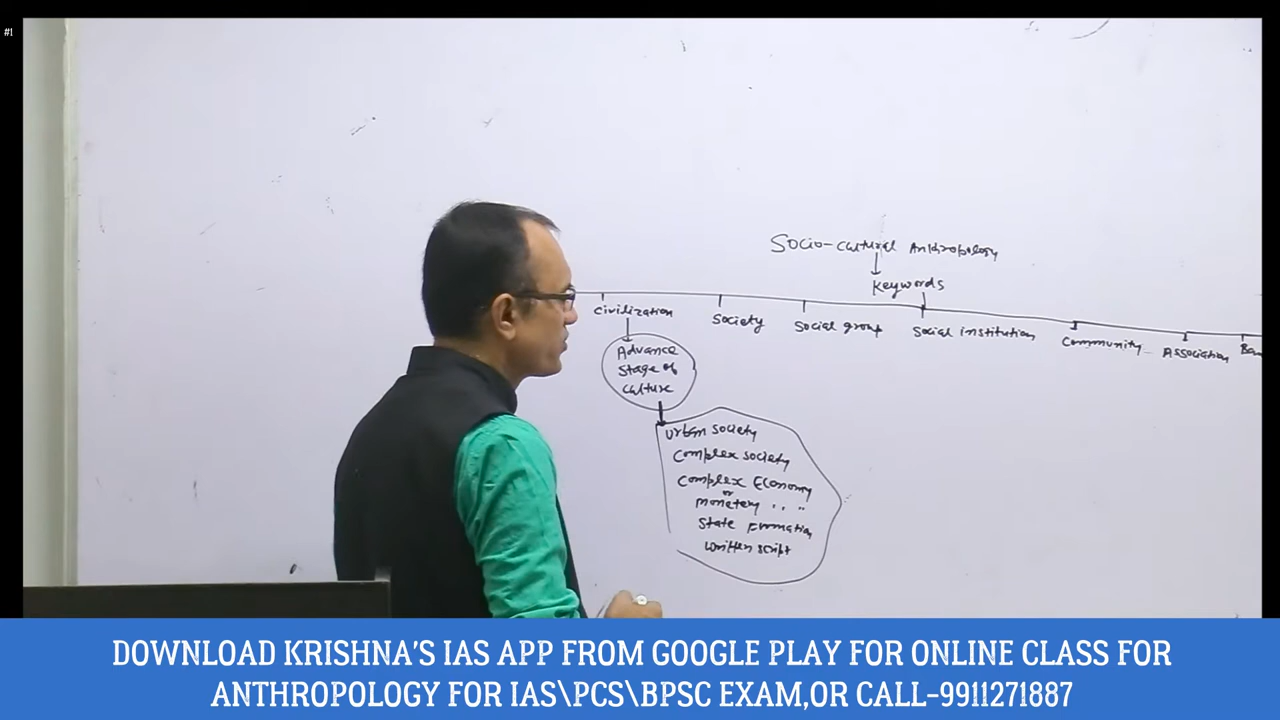 #1
Socio-cultural Anthropology
Keywords
civilization
Society
Social group
Social institution
Community
Association
Advance
Stage of
culture
Urban society
Complex society
Complex Economy
or
monetery " "
State Formation
Written script
DOWNLOAD KRISHNA'S IAS APP FROM GOOGLE PLAY FOR ONLINE CLASS FOR
ANTHROPOLOGY FOR IAS\PCS\BPSC EXAM,OR CALL-9911271887